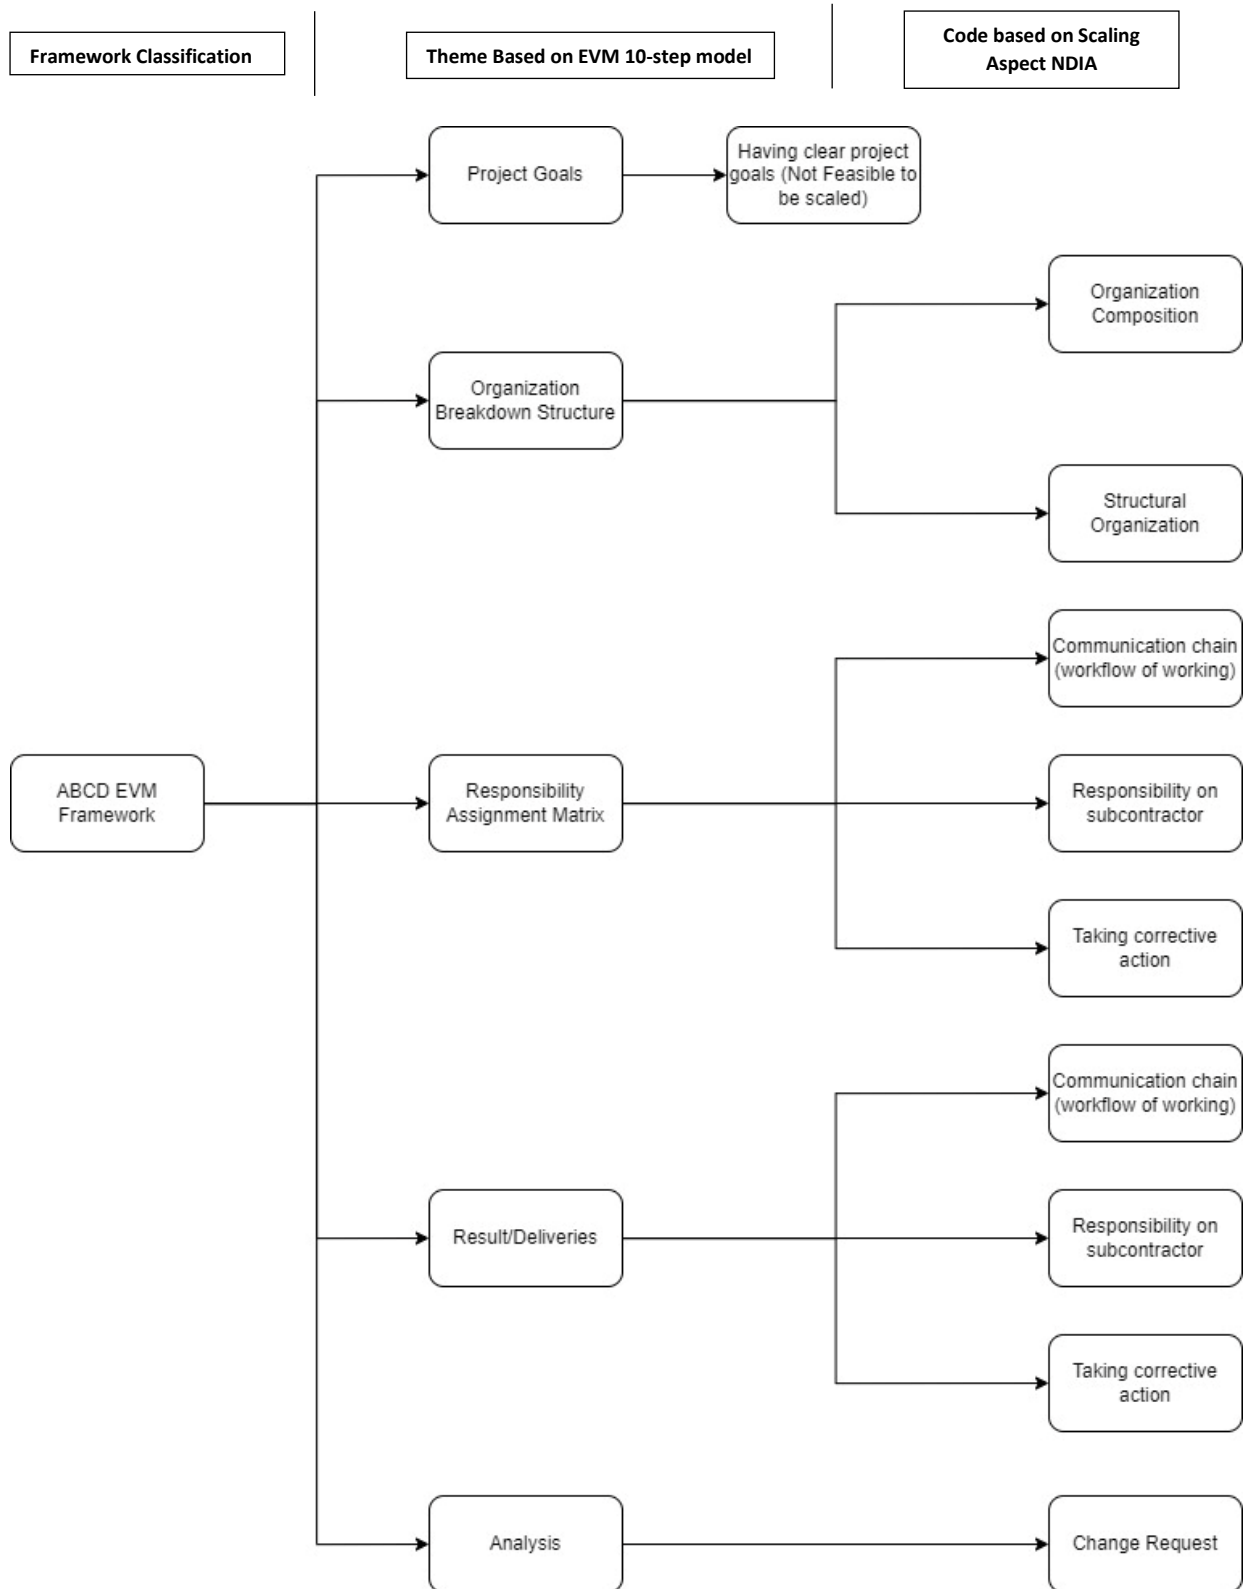 Framework Classification
Theme Based on EVM 10-step model
Code based on Scaling
Aspect NDIA
Project Goals
Having clear project
goals (Not Feasible to
be scaled)
Organization
Composition
Organization
Breakdown Structure
Structural
Organization
Communication chain
(workflow of working)
ABCD EVM
Framework
Responsibility
Assignment Matrix
Responsibility on
subcontractor
Taking corrective
action
Communication chain
(workflow of working)
Result/Deliveries
Responsibility on
subcontractor
Taking corrective
action
Analysis
Change Request